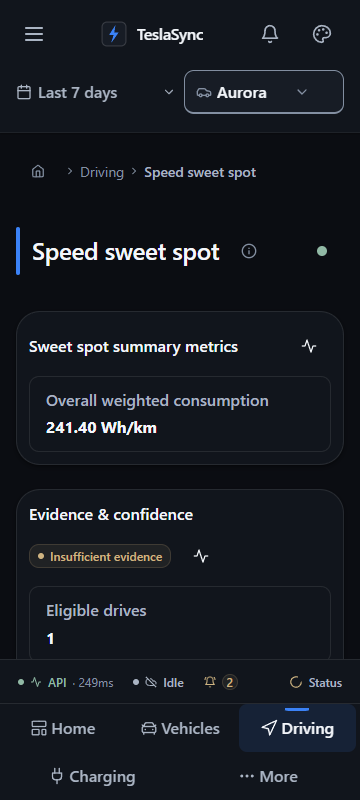 TeslaSync
Last 7 days
Aurora
Driving
Speed sweet spot
Speed sweet spot
Sweet spot summary metrics
Overall weighted consumption
241.40 Wh/km
Evidence & confidence
Insufficient evidence
Eligible drives
1
API · 249ms Idle 2 Status
Home Vehicles Driving
Charging More